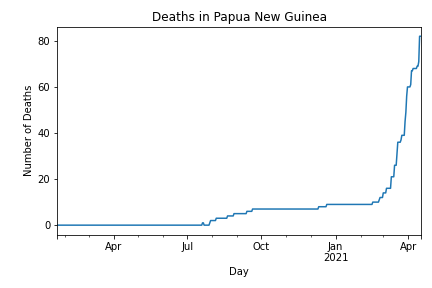 Deaths in Papua New Guinea
80
60
40
20
0
Number of Deaths
Apr
Jul
Oct
Jan
2021
Apr
Day